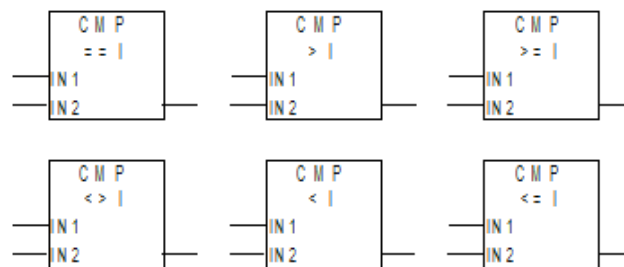 CMP CMP CMP
== I > I >= I
IN1 IN1 IN1
IN2 IN2 IN2
CMP CMP CMP
<> I < I <= I
IN1 IN1 IN1
IN2 IN2 IN2